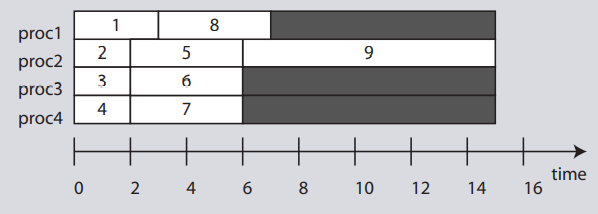 proc1 1 8
proc2 2 5 9
proc3 3 6
proc4 4 7
0 2 4 6 8 10 12 14 16 time